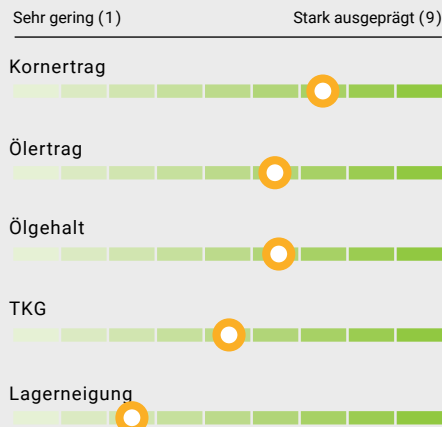 Sehr gering (1) Stark ausgeprägt (9)
Kornertrag
Ölertrag
Ölgehalt
TKG
Lagerneigung